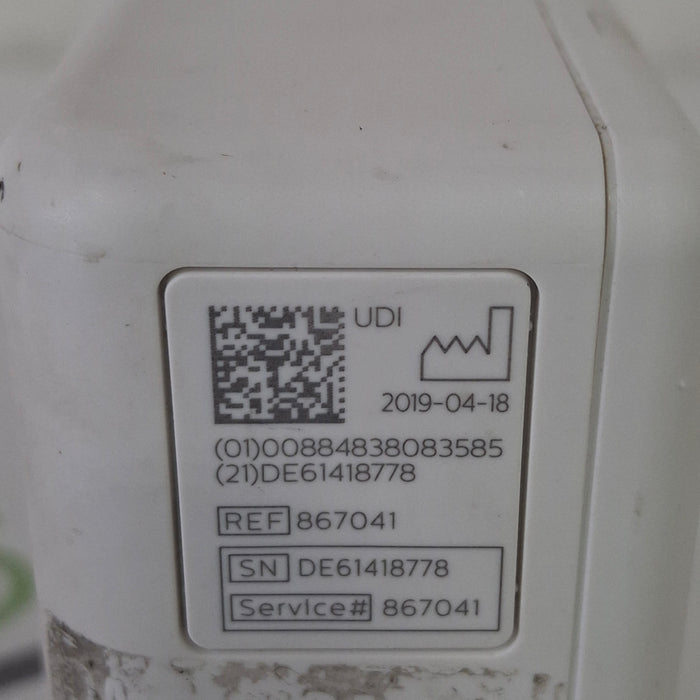 UDI
2019-04-18
(01)00884838083585
(21)DE61418778
REF 867041
SN DE61418778
Service# 867041